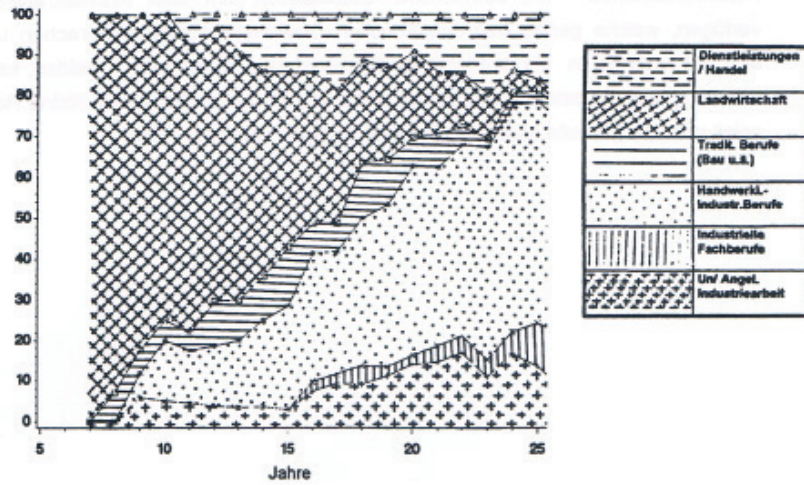 100
90
80
70
60
50
40
30
20
10
0
5
10
15
20
25
Jahre
Dienstleistungen
/ Handel
Landwirtschaft
Tradit. Berufe
(Bau u.ä.)
Handwerkl.-
Industr.Berufe
Industrielle
Fachberufe
Un/ Angel.
Industriearbeit